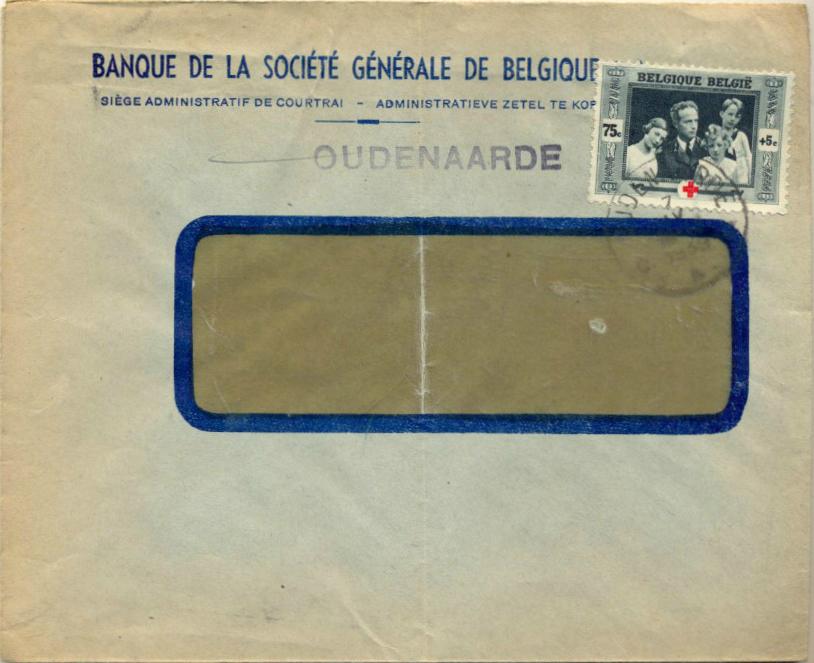 BANQUE DE LA SOCIÉTÉ GÉNÉRALE DE BELGIQUE
BELGIQUE BELGIË
SIÈGE ADMINISTRATIF DE COURTRAI - ADMINISTRATIEVE ZETEL TE
75c
+5c
OUDENAARDE